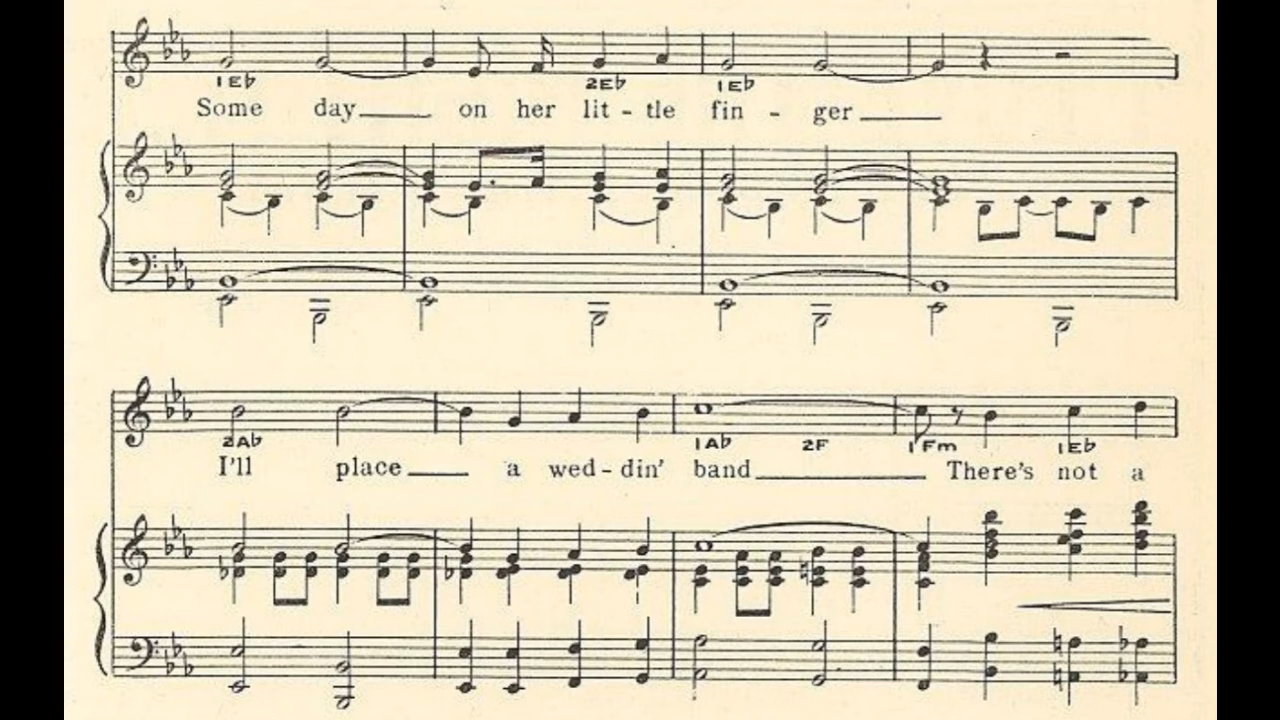 1E♭ 2E♭ 1E♭
Some day on her lit - tle fin - ger
2A♭ 1A♭ 2F 1Fm 1E♭
I'll place a wed - din' band There's not a